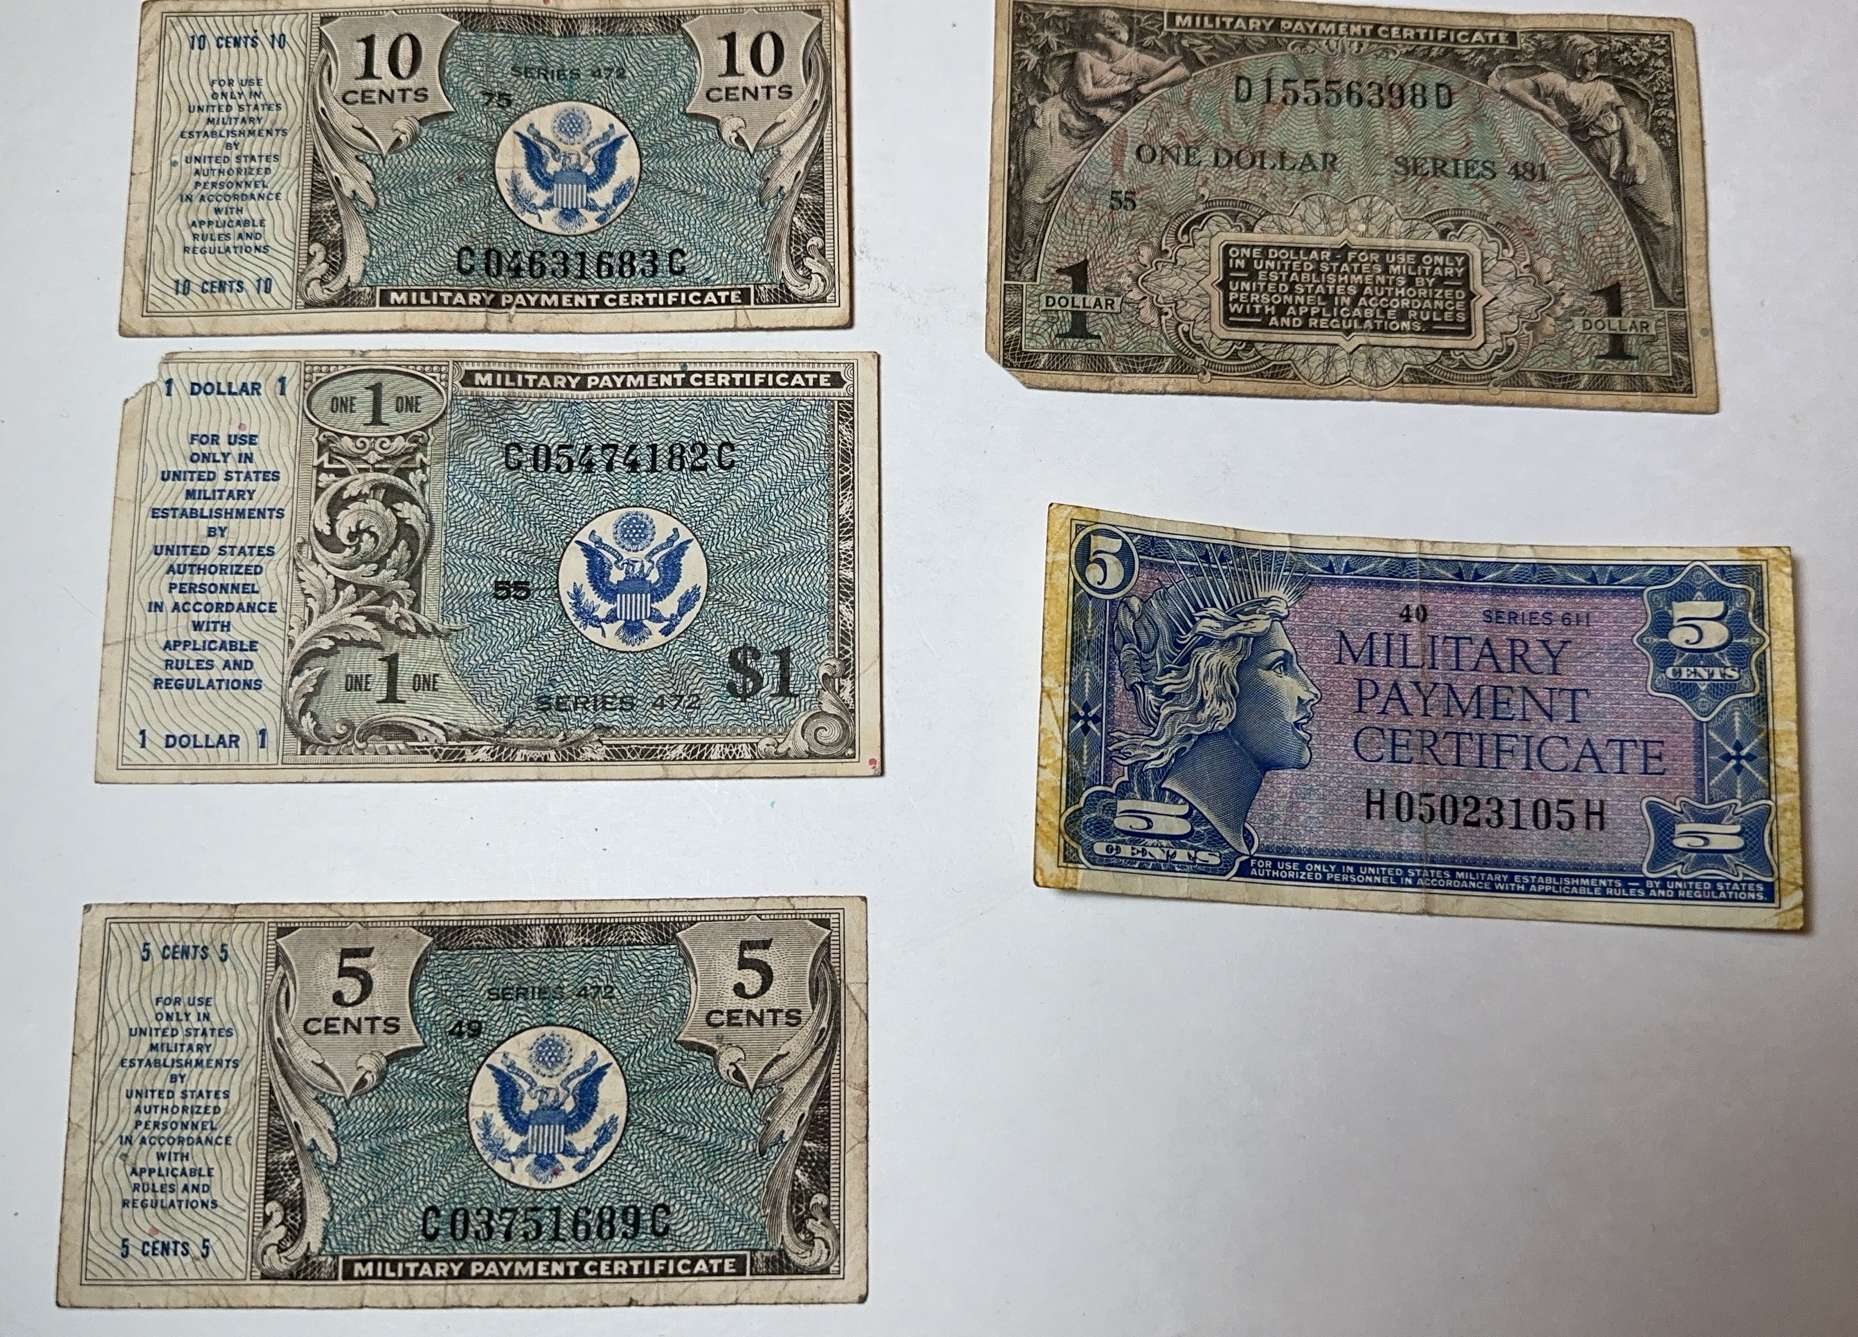 10 CENTS 10
FOR USE
ONLY IN
UNITED STATES
MILITARY
ESTABLISHMENTS
BY
UNITED STATES
AUTHORIZED
PERSONNEL
IN ACCORDANCE
WITH
APPLICABLE
RULES AND
REGULATIONS
10 CENTS 10
10
CENTS
SERIES 472
75
10
CENTS
C04631683C
MILITARY PAYMENT CERTIFICATE
1 DOLLAR 1
FOR USE
ONLY IN
UNITED STATES
MILITARY
ESTABLISHMENTS
BY
UNITED STATES
AUTHORIZED
PERSONNEL
IN ACCORDANCE
WITH
APPLICABLE
RULES AND
REGULATIONS
1 DOLLAR 1
ONE 1 ONE
MILITARY PAYMENT CERTIFICATE
C05474182C
55
ONE 1 ONE
$1
SERIES 472
5 CENTS 5
FOR USE
ONLY IN
UNITED STATES
MILITARY
ESTABLISHMENTS
BY
UNITED STATES
AUTHORIZED
PERSONNEL
IN ACCORDANCE
WITH
APPLICABLE
RULES AND
REGULATIONS
5 CENTS 5
5
CENTS
SERIES 472
49
5
CENTS
C03751689C
MILITARY PAYMENT CERTIFICATE
MILITARY PAYMENT CERTIFICATE
D15556398D
ONE DOLLAR SERIES 481
55
ONE DOLLAR - FOR USE ONLY
IN UNITED STATES MILITARY
— ESTABLISHMENTS BY —
UNITED STATES AUTHORIZED
PERSONNEL IN ACCORDANCE
WITH APPLICABLE RULES
— AND REGULATIONS. —
1 DOLLAR
1 DOLLAR
5
40 SERIES 611
MILITARY
PAYMENT
CERTIFICATE
5
CENTS
H05023105H
5
CENTS
5
FOR USE ONLY IN UNITED STATES MILITARY ESTABLISHMENTS — BY UNITED STATES
AUTHORIZED PERSONNEL IN ACCORDANCE WITH APPLICABLE RULES AND REGULATIONS.